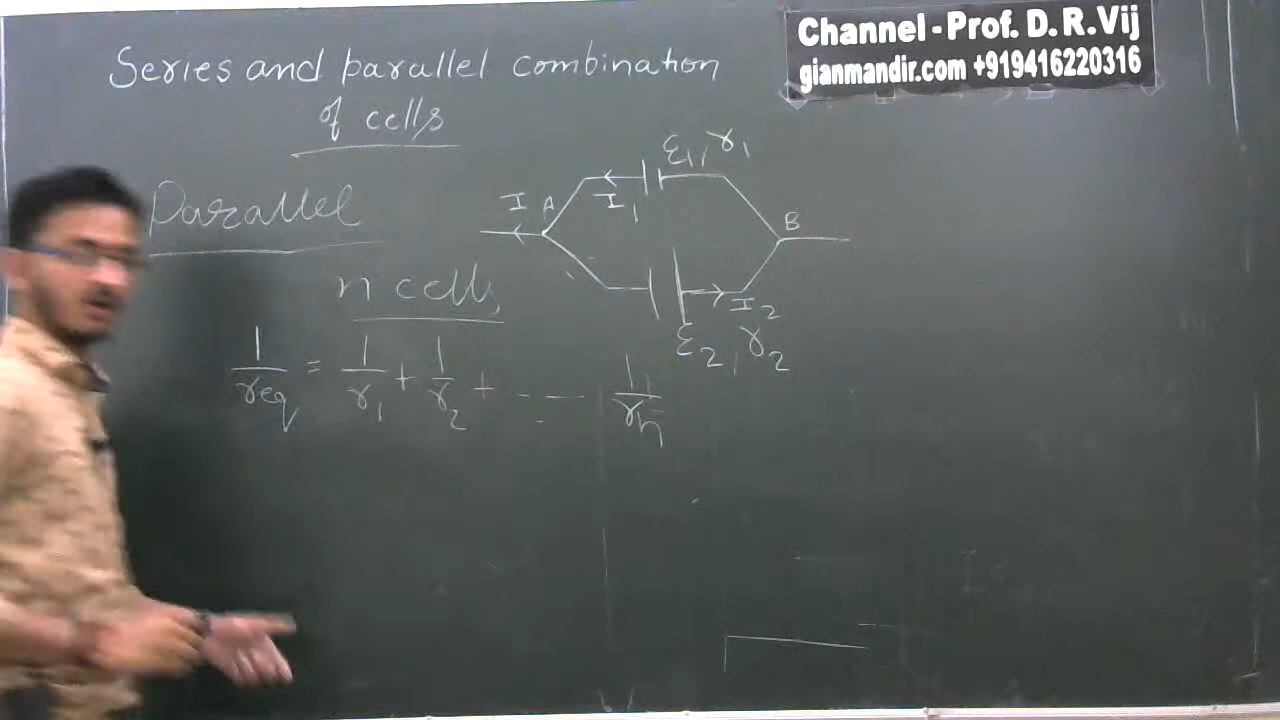 Channel - Prof. D. R. Vij
gianmandir.com +919416220316
Series and parallel combination
of cells
Parallel
ε1, r1
I A
I1
B
n cells
I2
ε2, r2
1/req = 1/r1 + 1/r2 + ...... 1/rn